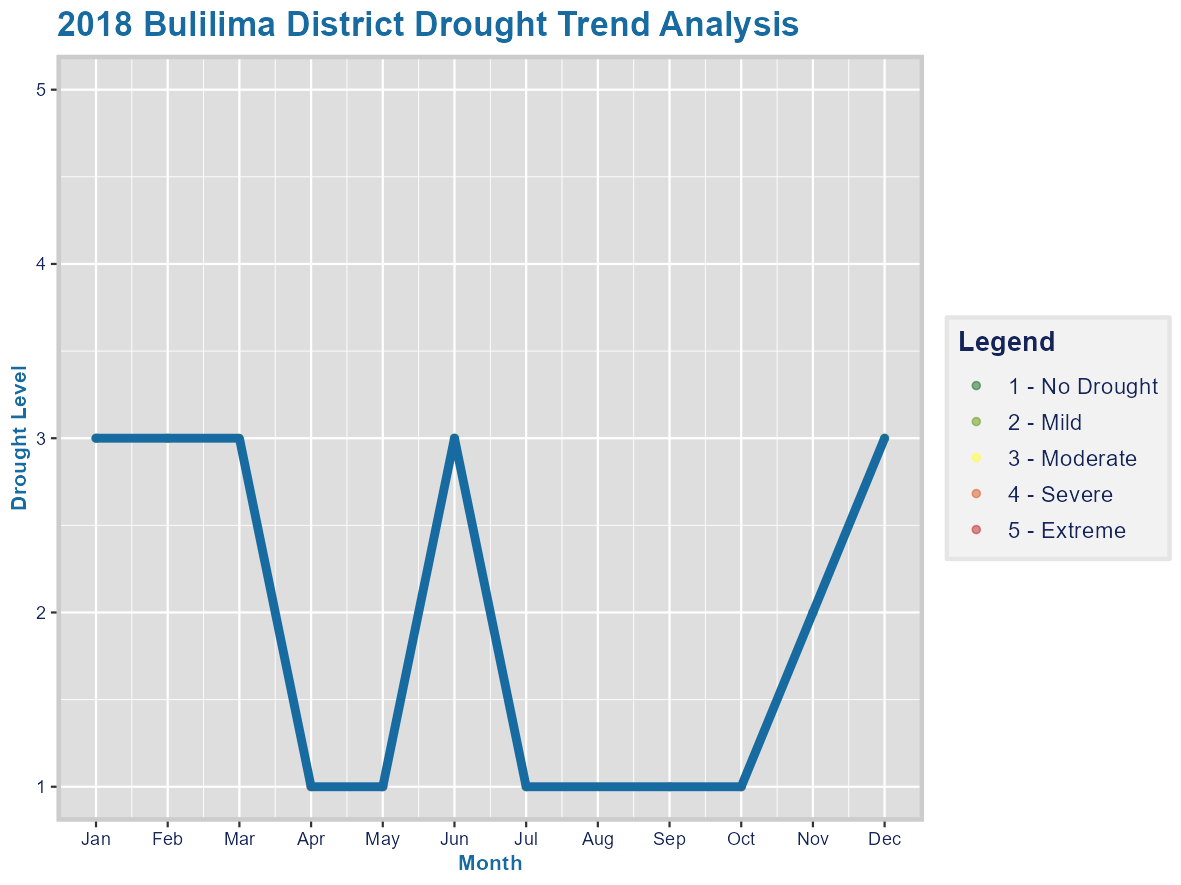 2018 Bulilima District Drought Trend Analysis
Drought Level
5
4
3
2
1
Jan Feb Mar Apr May Jun Jul Aug Sep Oct Nov Dec
Month
Legend
1 - No Drought
2 - Mild
3 - Moderate
4 - Severe
5 - Extreme